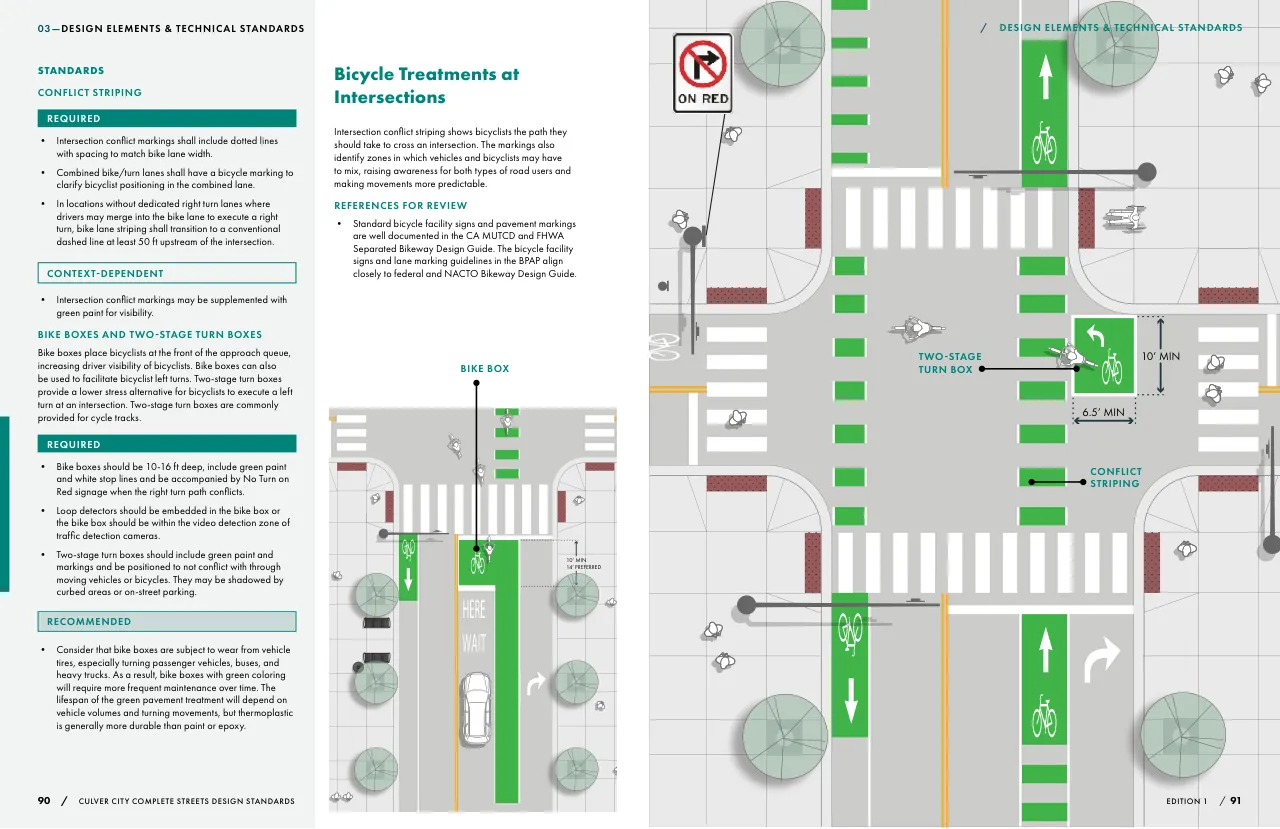 03—DESIGN ELEMENTS & TECHNICAL STANDARDS
STANDARDS
CONFLICT STRIPING
REQUIRED
• Intersection conflict markings shall include dotted lines
with spacing to match bike lane width.
• Combined bike/turn lanes shall have a bicycle marking to
clarify bicyclist positioning in the combined lane.
• In locations without dedicated right turn lanes where
drivers may merge into the bike lane to execute a right
turn, bike lane striping shall transition to a conventional
dashed line at least 50 ft upstream of the intersection.
CONTEXT-DEPENDENT
• Intersection conflict markings may be supplemented with
green paint for visibility.
BIKE BOXES AND TWO-STAGE TURN BOXES
Bike boxes place bicyclists at the front of the approach queue,
increasing driver visibility of bicyclists. Bike boxes can also
be used to facilitate bicyclist left turns. Two-stage turn boxes
provide a lower stress alternative for bicyclists to execute a left
turn at an intersection. Two-stage turn boxes are commonly
provided for cycle tracks.
REQUIRED
• Bike boxes should be 10-16 ft deep, include green paint
and white stop lines and be accompanied by No Turn on
Red signage when the right turn path conflicts.
• Loop detectors should be embedded in the bike box or
the bike box should be within the video detection zone of
traffic detection cameras.
• Two-stage turn boxes should include green paint and
markings and be positioned to not conflict with through
moving vehicles or bicycles. They may be shadowed by
curbed areas or on-street parking.
RECOMMENDED
• Consider that bike boxes are subject to wear from vehicle
tires, especially turning passenger vehicles, buses, and
heavy trucks. As a result, bike boxes with green coloring
will require more frequent maintenance over time. The
lifespan of the green pavement treatment will depend on
vehicle volumes and turning movements, but thermoplastic
is generally more durable than paint or epoxy.
90 / CULVER CITY COMPLETE STREETS DESIGN STANDARDS
Bicycle Treatments at
Intersections
Intersection conflict striping shows bicyclists the path they
should take to cross an intersection. The markings also
identify zones in which vehicles and bicyclists may have
to mix, raising awareness for both types of road users and
making movements more predictable.
REFERENCES FOR REVIEW
• Standard bicycle facility signs and pavement markings
are well documented in the CA MUTCD and FHWA
Separated Bikeway Design Guide. The bicycle facility
signs and lane marking guidelines in the BPAP align
closely to federal and NACTO Bikeway Design Guide.
BIKE BOX
10' MIN
14' PREFERRED
HERE
WAIT
/ DESIGN ELEMENTS & TECHNICAL STANDARDS
ON RED
TWO-STAGE
TURN BOX
10' MIN
6.5' MIN
CONFLICT
STRIPING
EDITION 1 / 91